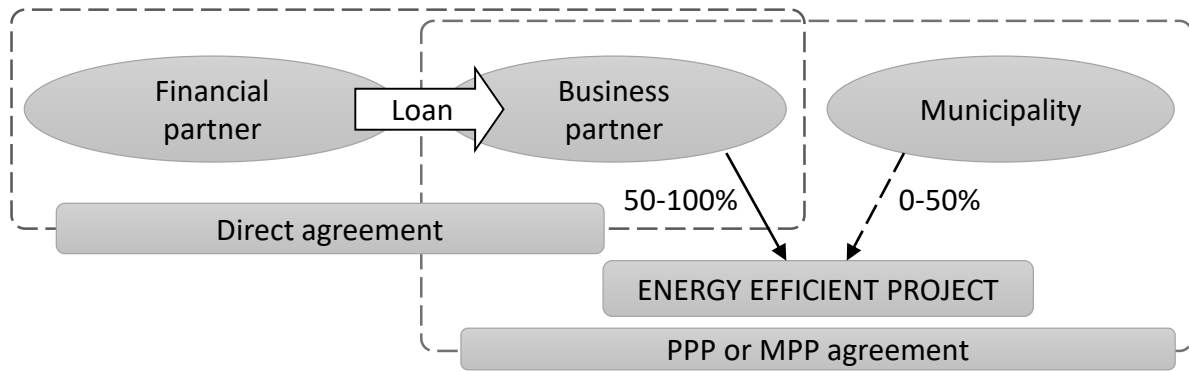 Financial
partner
Loan
Business
partner
Municipality
50-100%
0-50%
Direct agreement
ENERGY EFFICIENT PROJECT
PPP or MPP agreement